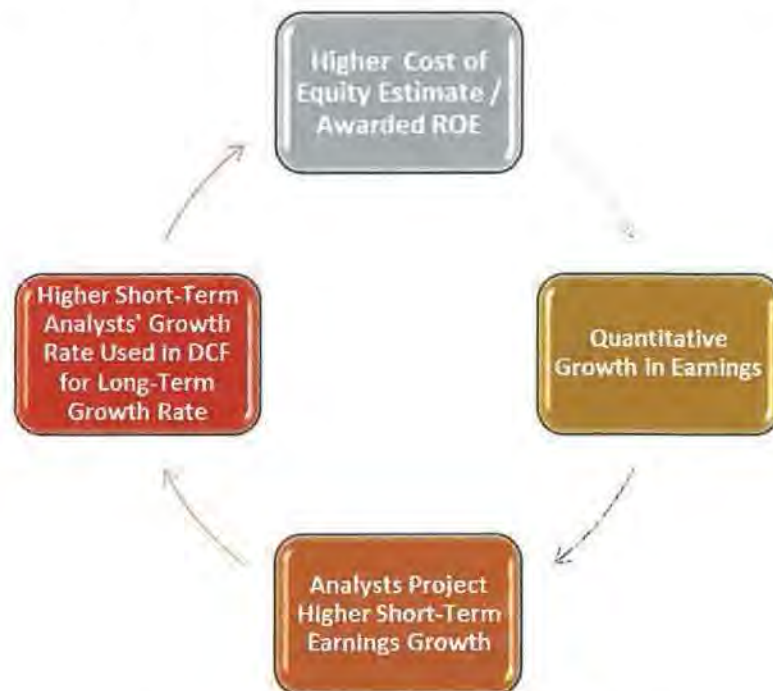 Higher Cost of
Equity Estimate /
Awarded ROE
Quantitative
Growth in Earnings
Analysts Project
Higher Short-Term
Earnings Growth
Higher Short-Term
Analysts' Growth
Rate Used in DCF
for Long-Term
Growth Rate